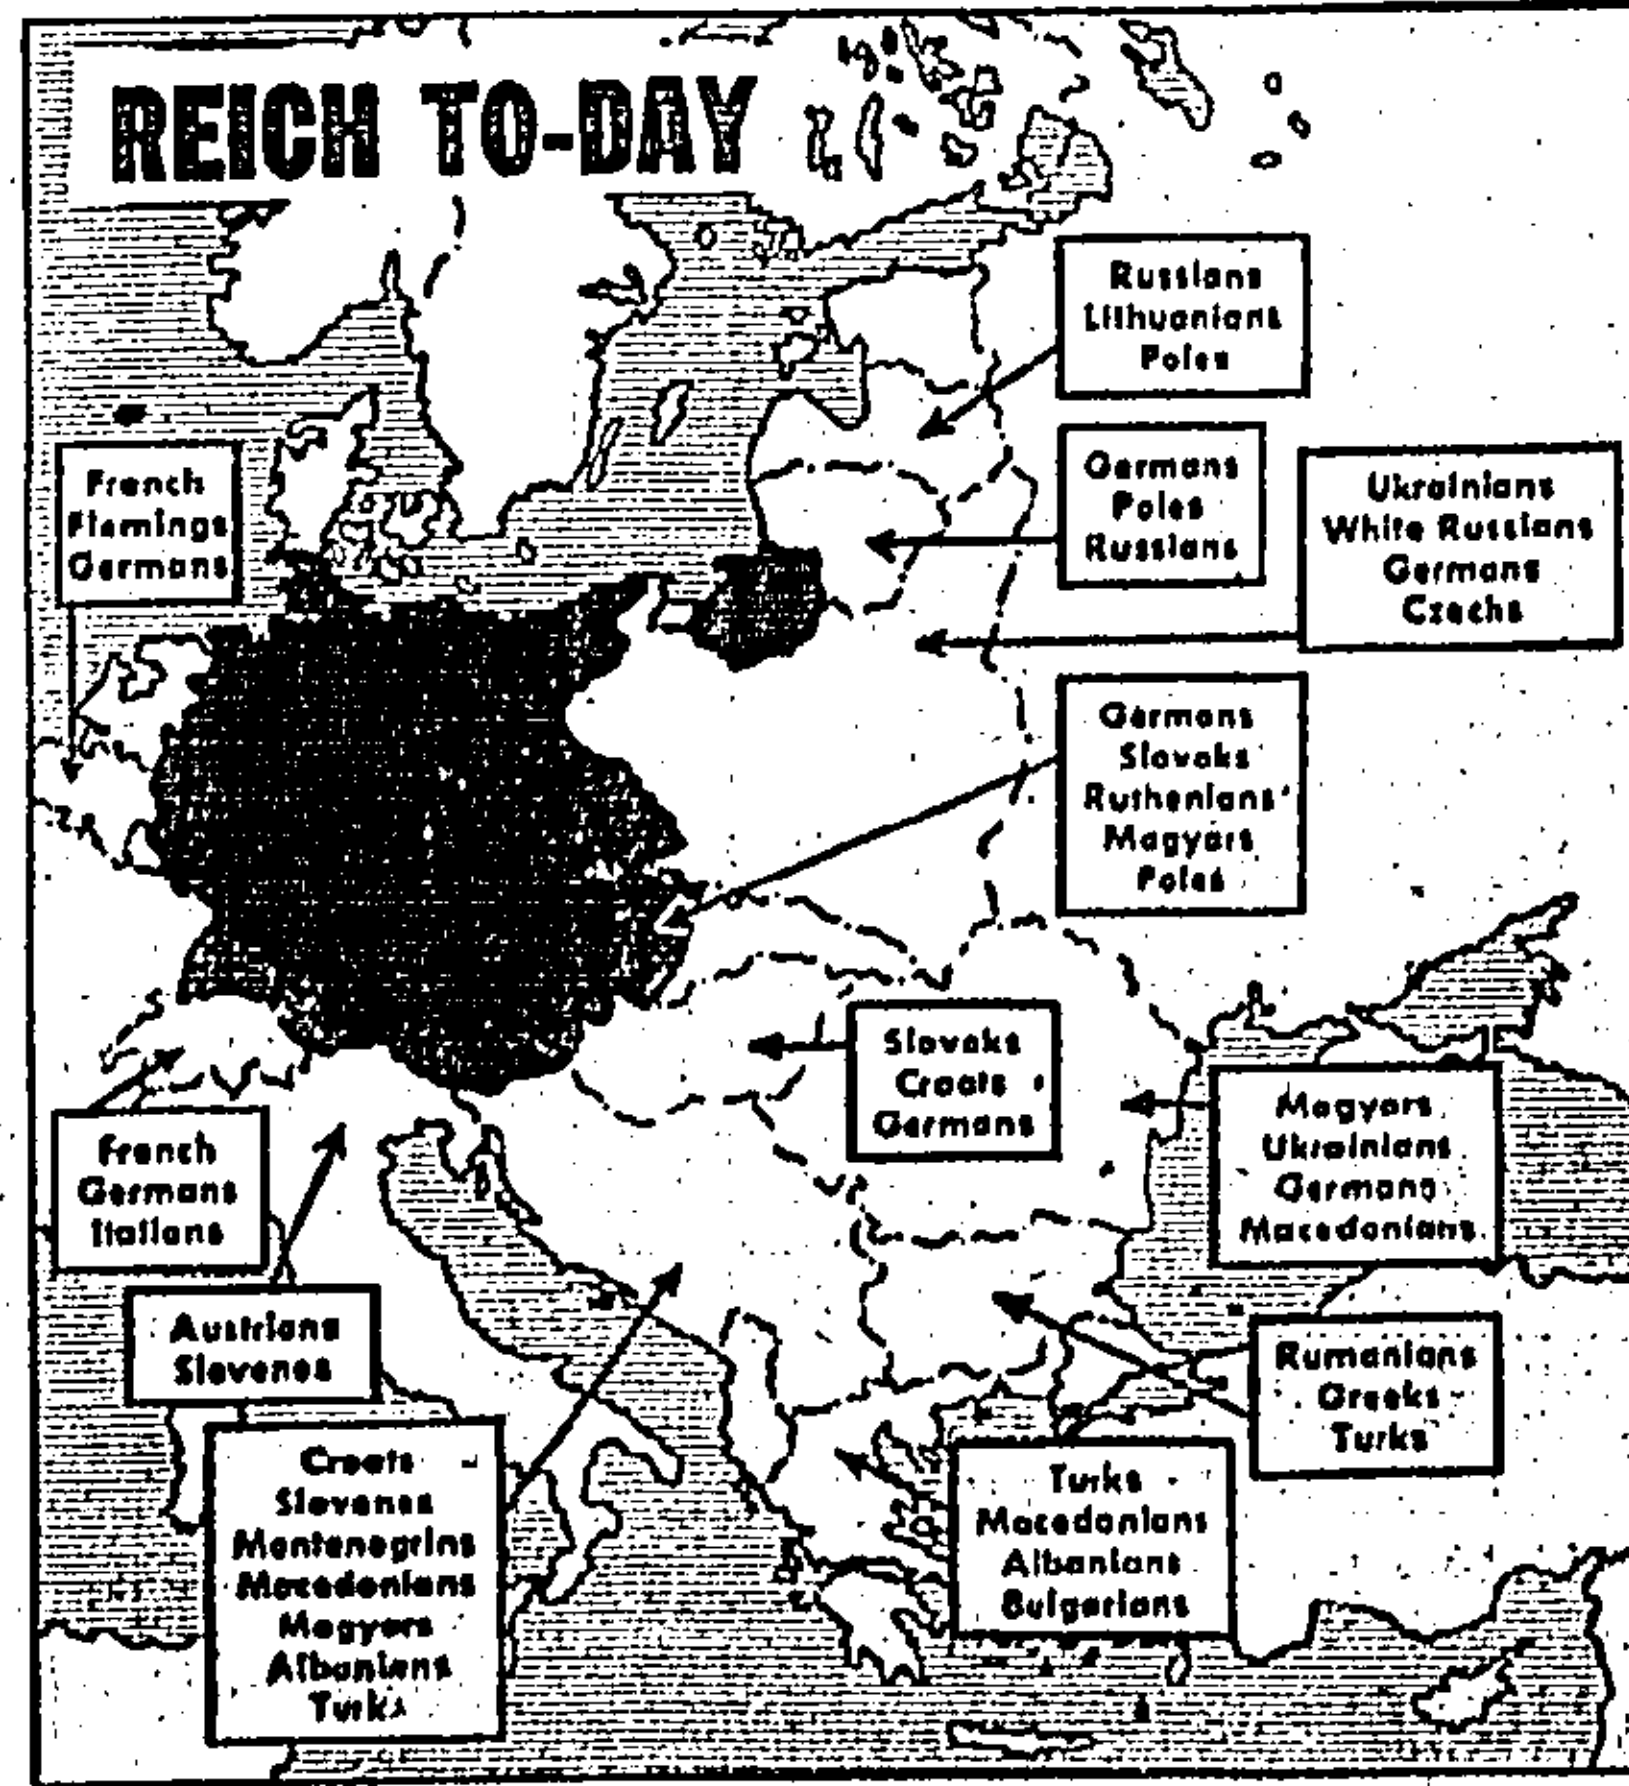 REICH TO-DAY
Russians
Lithuanians
Poles
French
Flemings
Germans
Germans
Poles
Russians
Ukrainians
White Russians
Germans
Czechs
Germans
Slovaks
Ruthenians
Magyars
Poles
Slovaks
Croats
Germans
Magyars
Ukrainians
Germans
Macedonians
French
Germans
Italians
Austrians
Slovenes
Rumanians
Greeks
Turks
Croats
Slovenes
Montenegrins
Macedonians
Magyars
Albanians
Turks
Turks
Macedonians
Albanians
Bulgarians